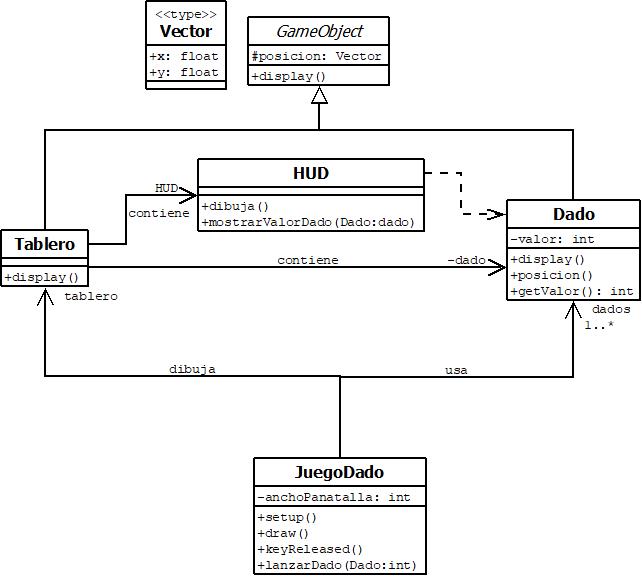 <<type>>
Vector
+x: float
+y: float
GameObject
#posicion: Vector
+display()
HUD
+dibuja()
+mostrarValorDado(Dado:dado)
HUD
contiene
Dado
-valor: int
+display()
+posicion()
+getValor(): int
Tablero
+display()
contiene
-dado
tablero
dados
1..*
dibuja
usa
JuegoDado
-anchoPanatalla: int
+setup()
+draw()
+keyReleased()
+lanzarDado(Dado:int)